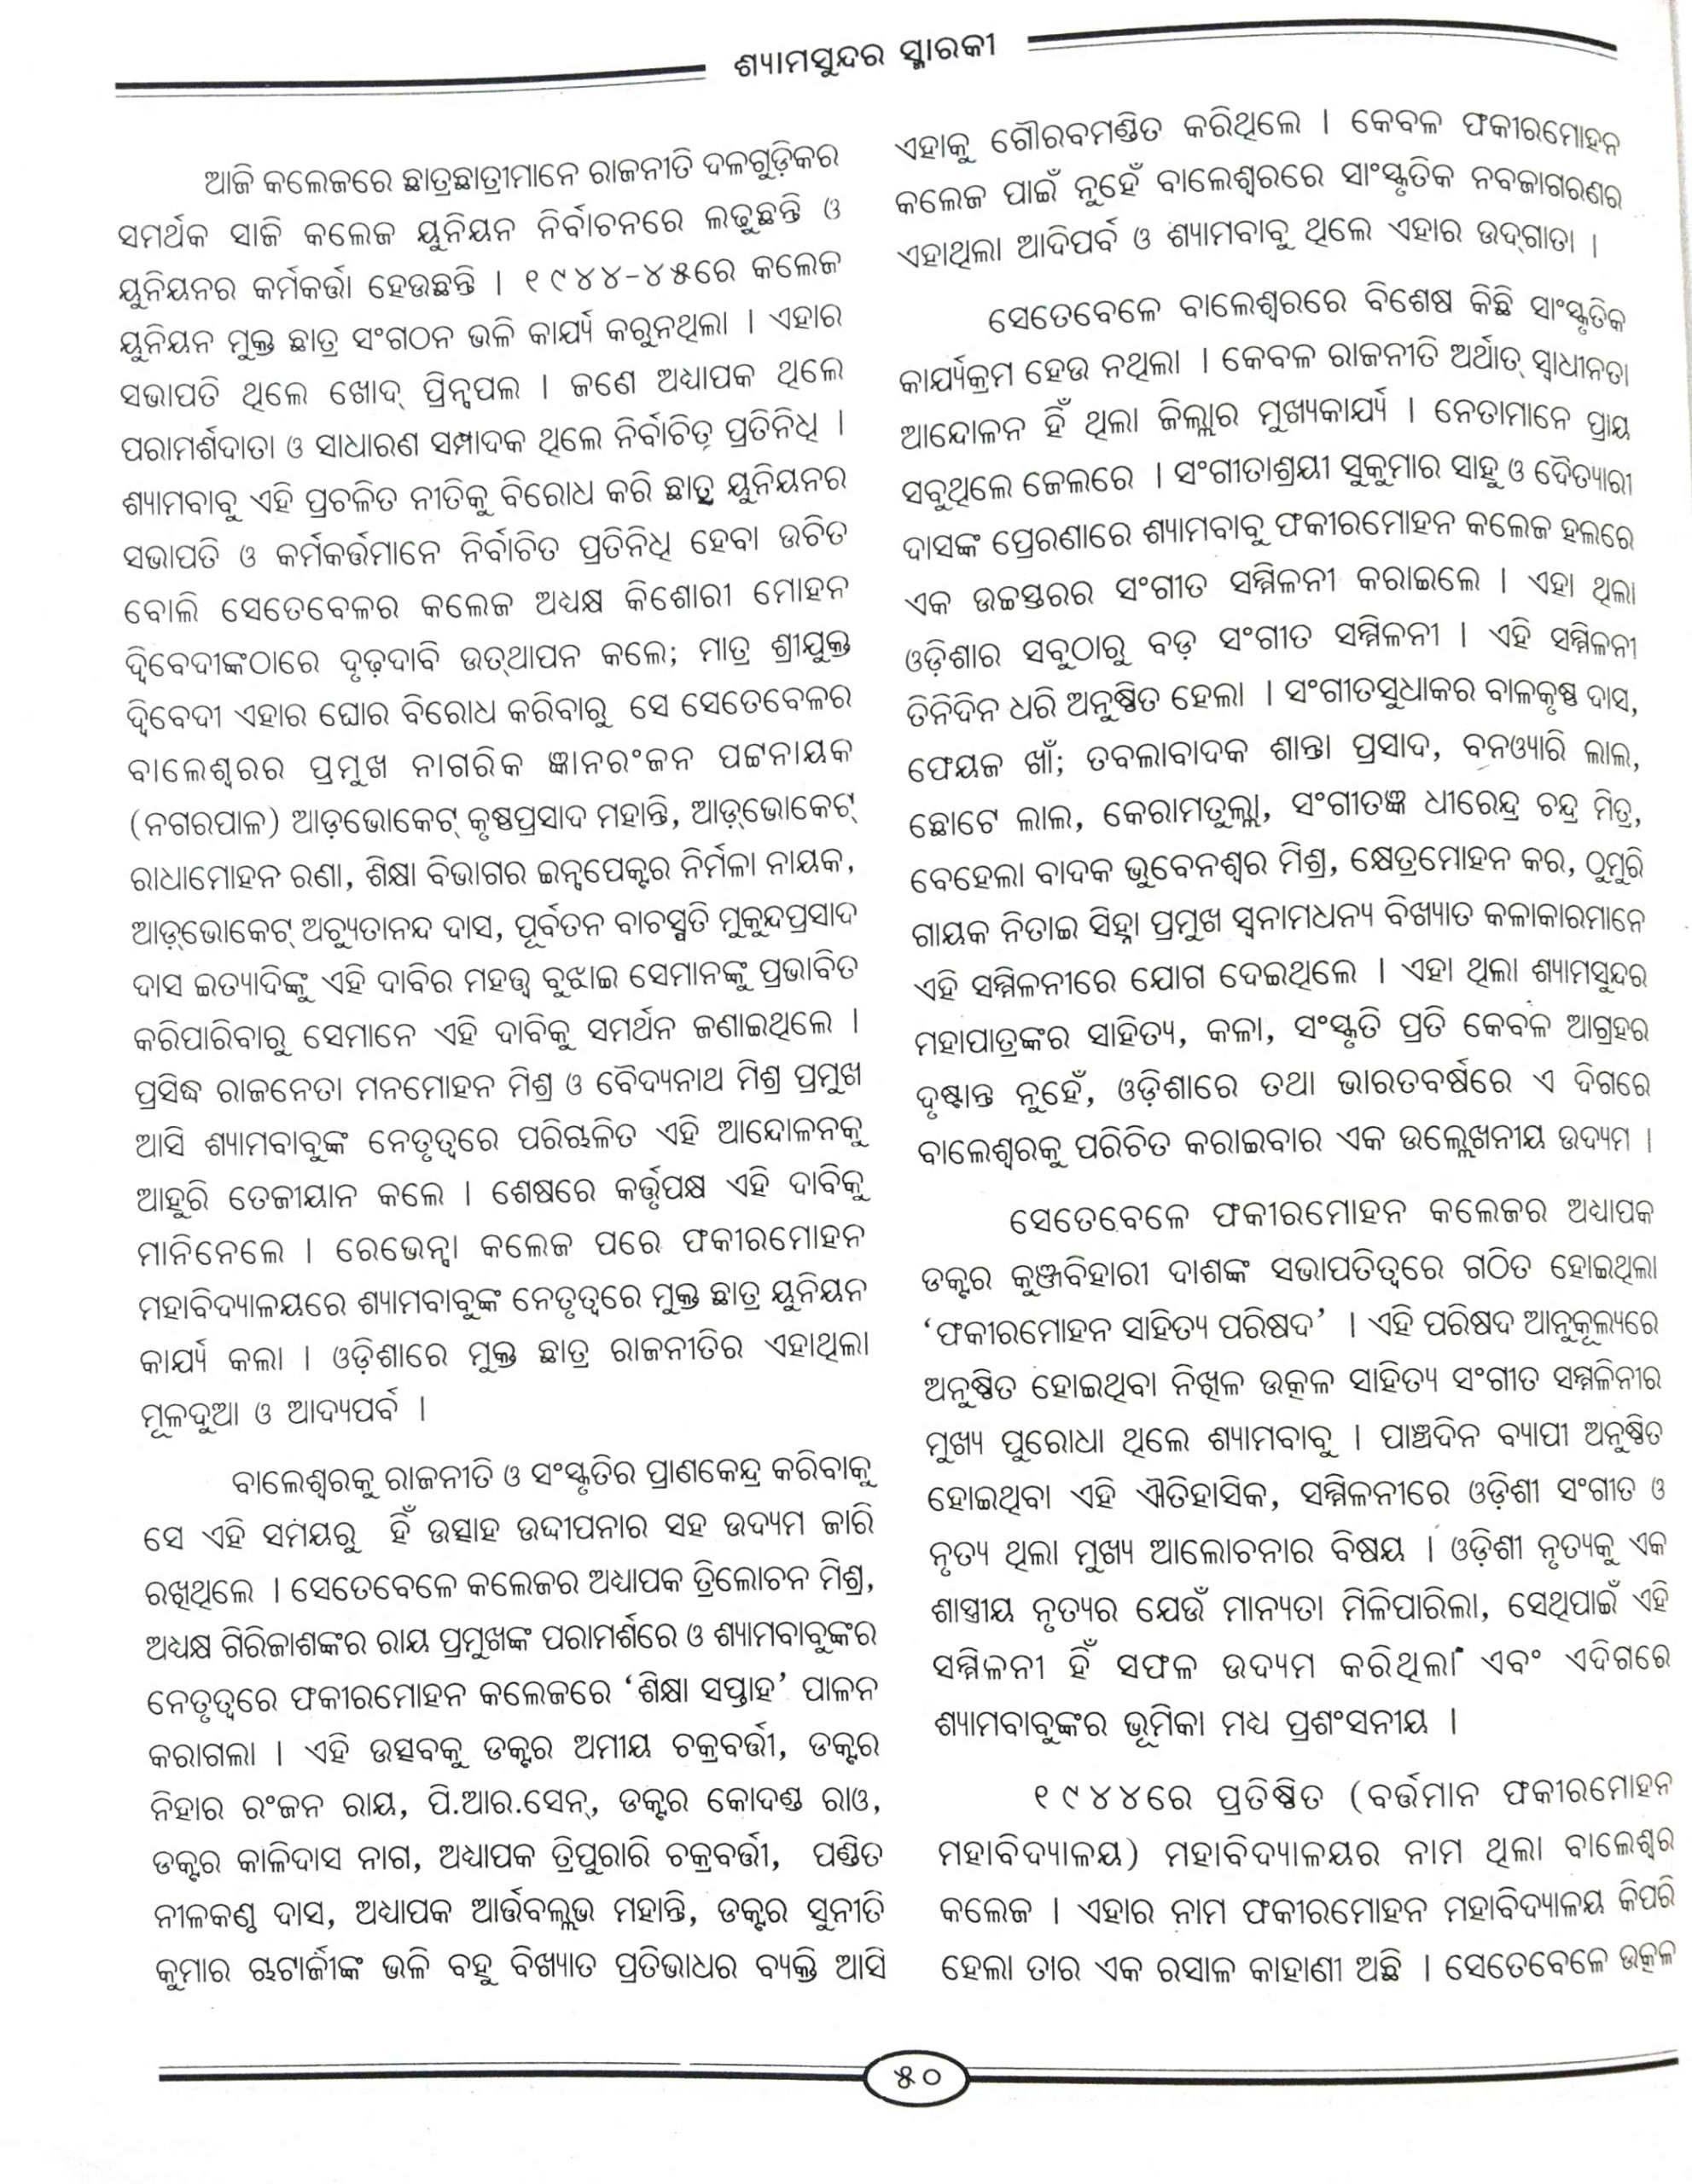 ଶ୍ୟାମସୁନ୍ଦର ସ୍ମାରକୀ
ଆଜି କଲେଜରେ ଛାତ୍ରଛାତ୍ରୀମାନେ ରାଜନୀତି ଦଳଗୁଡ଼ିକର
ସମର୍ଥକ ସାଜି କଲେଜ ୟୁନିୟନ ନିର୍ବାଚନରେ ଲଢୁଛନ୍ତି ଓ
ୟୁନିୟନର କର୍ମକର୍ତ୍ତା ହେଉଛନ୍ତି । ୧୯୪୪-୪୫ରେ କଲେଜ
ୟୁନିୟନ ମୁକ୍ତ ଛାତ୍ର ସଂଗଠନ ଭଳି କାର୍ଯ୍ୟ କରୁନଥିଲା । ଏହାର
ସଭାପତି ଥିଲେ ଖୋଦ୍ ପ୍ରିନ୍ସିପଲ । ଜଣେ ଅଧ୍ୟାପକ ଥିଲେ
ପରାମର୍ଶଦାତା ଓ ସାଧାରଣ ସମ୍ପାଦକ ଥିଲେ ନିର୍ବାଚିତ ପ୍ରତିନିଧି ।
ଶ୍ୟାମବାବୁ ଏହି ପ୍ରଚଳିତ ନୀତିକୁ ବିରୋଧ କରି ଛାତ୍ର ୟୁନିୟନର
ସଭାପତି ଓ କର୍ମକର୍ତ୍ତମାନେ ନିର୍ବାଚିତ ପ୍ରତିନିଧି ହେବା ଉଚିତ
ବୋଲି ସେତେବେଳର କଲେଜ ଅଧ୍ୟକ୍ଷ କିଶୋରୀ ମୋହନ
ଦ୍ୱିବେଦୀଙ୍କଠାରେ ଦୃଢ଼ଦାବି ଉତ୍‌ଥାପନ କଲେ; ମାତ୍ର ଶ୍ରୀଯୁକ୍ତ
ଦ୍ୱିବେଦୀ ଏହାର ଘୋର ବିରୋଧ କରିବାରୁ ସେ ସେତେବେଳର
ବାଲେଶ୍ୱରର ପ୍ରମୁଖ ନାଗରିକ ଜ୍ଞାନରଂଜନ ପଟ୍ଟନାୟକ
(ନଗରପାଳ) ଆଡ଼ଭୋକେଟ୍ କୃଷ୍ଣପ୍ରସାଦ ମହାନ୍ତି, ଆଡ଼୍‌ଭୋକେଟ୍
ରାଧାମୋହନ ରଣା, ଶିକ୍ଷା ବିଭାଗର ଇନ୍ସପେକ୍ଟର ନିର୍ମଳା ନାୟକ,
ଆଡ଼୍‌ଭୋକେଟ୍ ଅଚ୍ୟୁତାନନ୍ଦ ଦାସ, ପୂର୍ବତନ ବାଚସ୍ପତି ମୁକୁନ୍ଦପ୍ରସାଦ
ଦାସ ଇତ୍ୟାଦିଙ୍କୁ ଏହି ଦାବିର ମହତ୍ତ୍ୱ ବୁଝାଇ ସେମାନଙ୍କୁ ପ୍ରଭାବିତ
କରିପାରିବାରୁ ସେମାନେ ଏହି ଦାବିକୁ ସମର୍ଥନ ଜଣାଇଥିଲେ ।
ପ୍ରସିଦ୍ଧ ରାଜନେତା ମନମୋହନ ମିଶ୍ର ଓ ବୈଦ୍ୟନାଥ ମିଶ୍ର ପ୍ରମୁଖ
ଆସି ଶ୍ୟାମବାବୁଙ୍କ ନେତୃତ୍ୱରେ ପରିଚାଳିତ ଏହି ଆନ୍ଦୋଳନକୁ
ଆହୁରି ତେଜୀୟାନ କଲେ । ଶେଷରେ କର୍ତ୍ତୃପକ୍ଷ ଏହି ଦାବିକୁ
ମାନିନେଲେ । ରେଭେନ୍ସା କଲେଜ ପରେ ଫକୀରମୋହନ
ମହାବିଦ୍ୟାଳୟରେ ଶ୍ୟାମବାବୁଙ୍କ ନେତୃତ୍ୱରେ ମୁକ୍ତ ଛାତ୍ର ୟୁନିୟନ
କାର୍ଯ୍ୟ କଲା । ଓଡ଼ିଶାରେ ମୁକ୍ତ ଛାତ୍ର ରାଜନୀତିର ଏହାଥିଲା
ମୂଳଦୁଆ ଓ ଆଦ୍ୟପର୍ବ ।
ବାଲେଶ୍ୱରକୁ ରାଜନୀତି ଓ ସଂସ୍କୃତିର ପ୍ରାଣକେନ୍ଦ୍ର କରିବାକୁ
ସେ ଏହି ସମୟରୁ ହିଁ ଉତ୍ସାହ ଉଦ୍ଦୀପନାର ସହ ଉଦ୍ୟମ ଜାରି
ରଖିଥିଲେ । ସେତେବେଳେ କଲେଜର ଅଧ୍ୟାପକ ତ୍ରିଲୋଚନ ମିଶ୍ର,
ଅଧ୍ୟକ୍ଷ ଗିରିଜାଶଙ୍କର ରାୟ ପ୍ରମୁଖଙ୍କ ପରାମର୍ଶରେ ଓ ଶ୍ୟାମବାବୁଙ୍କର
ନେତୃତ୍ୱରେ ଫକୀରମୋହନ କଲେଜରେ ‘ଶିକ୍ଷା ସପ୍ତାହ’ ପାଳନ
କରାଗଲା । ଏହି ଉତ୍ସବକୁ ଡକ୍ଟର ଅମୀୟ ଚକ୍ରବର୍ତ୍ତୀ, ଡକ୍ଟର
ନିହାର ରଂଜନ ରାୟ, ପି.ଆର.ସେନ୍, ଡକ୍ଟର କୋଦଣ୍ଡ ରାଓ,
ଡକ୍ଟର କାଳିଦାସ ନାଗ, ଅଧ୍ୟାପକ ତ୍ରିପୁରାରି ଚକ୍ରବର୍ତ୍ତୀ, ପଣ୍ଡିତ
ନୀଳକଣ୍ଠ ଦାସ, ଅଧ୍ୟାପକ ଆର୍ତ୍ତବଲ୍ଲଭ ମହାନ୍ତି, ଡକ୍ଟର ସୁନୀତି
କୁମାର ଚାଟାର୍ଜୀଙ୍କ ଭଳି ବହୁ ବିଖ୍ୟାତ ପ୍ରତିଭାଧର ବ୍ୟକ୍ତି ଆସି
ଏହାକୁ ଗୌରବମଣ୍ଡିତ କରିଥିଲେ । କେବଳ ଫକୀରମୋହନ
କଲେଜ ପାଇଁ ନୁହେଁ ବାଲେଶ୍ୱରରେ ସାଂସ୍କୃତିକ ନବଜାଗରଣର
ଏହାଥିଲା ଆଦିପର୍ବ ଓ ଶ୍ୟାମବାବୁ ଥିଲେ ଏହାର ଉଦ୍‌ଗାତା ।
ସେତେବେଳେ ବାଲେଶ୍ୱରରେ ବିଶେଷ କିଛି ସାଂସ୍କୃତିକ
କାର୍ଯ୍ୟକ୍ରମ ହେଉ ନଥିଲା । କେବଳ ରାଜନୀତି ଅର୍ଥାତ୍ ସ୍ୱାଧୀନତା
ଆନ୍ଦୋଳନ ହିଁ ଥିଲା ଜିଲ୍ଲାର ମୁଖ୍ୟକାର୍ଯ୍ୟ । ନେତାମାନେ ପ୍ରାୟ
ସବୁଥିଲେ ଜେଲରେ । ସଂଗୀତାଶ୍ରୟୀ ସୁକୁମାର ସାହୁ ଓ ଦୈତ୍ୟାରୀ
ଦାସଙ୍କ ପ୍ରେରଣାରେ ଶ୍ୟାମବାବୁ ଫକୀରମୋହନ କଲେଜ ହଲରେ
ଏକ ଉଚ୍ଚସ୍ତରର ସଂଗୀତ ସମ୍ମିଳନୀ କରାଇଲେ । ଏହା ଥିଲା
ଓଡ଼ିଶାର ସବୁଠାରୁ ବଡ଼ ସଂଗୀତ ସମ୍ମିଳନୀ । ଏହି ସମ୍ମିଳନୀ
ତିନିଦିନ ଧରି ଅନୁଷ୍ଠିତ ହେଲା । ସଂଗୀତସୁଧାକର ବାଳକୃଷ୍ଣ ଦାସ,
ଫେୟଜ ଖାଁ; ତବଲାବାଦକ ଶାନ୍ତା ପ୍ରସାଦ, ବନଓ୍ୱାରି ଲାଲ,
ଛୋଟେ ଲାଲ, କେରାମତୁଲ୍ଲା, ସଂଗୀତଜ୍ଞ ଧୀରେନ୍ଦ୍ର ଚନ୍ଦ୍ର ମିତ୍ର,
ବେହେଲା ବାଦକ ଭୁବେନଶ୍ୱର ମିଶ୍ର, କ୍ଷେତ୍ରମୋହନ କର, ଠୁମୁରି
ଗାୟକ ନିତାଇ ସିହ୍ନା ପ୍ରମୁଖ ସ୍ୱନାମଧନ୍ୟ ବିଖ୍ୟାତ କଳାକାରମାନେ
ଏହି ସମ୍ମିଳନୀରେ ଯୋଗ ଦେଇଥିଲେ । ଏହା ଥିଲା ଶ୍ୟାମସୁନ୍ଦର
ମହାପାତ୍ରଙ୍କର ସାହିତ୍ୟ, କଳା, ସଂସ୍କୃତି ପ୍ରତି କେବଳ ଆଗ୍ରହର
ଦୃଷ୍ଟାନ୍ତ ନୁହେଁ, ଓଡ଼ିଶାରେ ତଥା ଭାରତବର୍ଷରେ ଏ ଦିଗରେ
ବାଲେଶ୍ୱରକୁ ପରିଚିତ କରାଇବାର ଏକ ଉଲ୍ଲେଖନୀୟ ଉଦ୍ୟମ ।
ସେତେବେଳେ ଫକୀରମୋହନ କଲେଜର ଅଧ୍ୟାପକ
ଡକ୍ଟର କୁଞ୍ଜବିହାରୀ ଦାଶଙ୍କ ସଭାପତିତ୍ୱରେ ଗଠିତ ହୋଇଥିଲା
‘ଫକୀରମୋହନ ସାହିତ୍ୟ ପରିଷଦ’ । ଏହି ପରିଷଦ ଆନୁକୂଲ୍ୟରେ
ଅନୁଷ୍ଠିତ ହୋଇଥିବା ନିଖିଳ ଉତ୍କଳ ସାହିତ୍ୟ ସଂଗୀତ ସମ୍ମଳିନୀର
ମୁଖ୍ୟ ପୁରୋଧା ଥିଲେ ଶ୍ୟାମବାବୁ । ପାଞ୍ଚଦିନ ବ୍ୟାପୀ ଅନୁଷ୍ଠିତ
ହୋଇଥିବା ଏହି ଐତିହାସିକ, ସମ୍ମିଳନୀରେ ଓଡ଼ିଶୀ ସଂଗୀତ ଓ
ନୃତ୍ୟ ଥିଲା ମୁଖ୍ୟ ଆଲୋଚନାର ବିଷୟ । ଓଡ଼ିଶୀ ନୃତ୍ୟକୁ ଏକ
ଶାସ୍ତ୍ରୀୟ ନୃତ୍ୟର ଯେଉଁ ମାନ୍ୟତା ମିଳିପାରିଲା, ସେଥିପାଇଁ ଏହି
ସମ୍ମିଳନୀ ହିଁ ସଫଳ ଉଦ୍ୟମ କରିଥିଲା ଏବଂ ଏଦିଗରେ
ଶ୍ୟାମବାବୁଙ୍କର ଭୂମିକା ମଧ୍ୟ ପ୍ରଶଂସନୀୟ ।
୧୯୪୪ରେ ପ୍ରତିଷ୍ଠିତ (ବର୍ତ୍ତମାନ ଫକୀରମୋହନ
ମହାବିଦ୍ୟାଳୟ) ମହାବିଦ୍ୟାଳୟର ନାମ ଥିଲା ବାଲେଶ୍ୱର
କଲେଜ । ଏହାର ନାମ ଫକୀରମୋହନ ମହାବିଦ୍ୟାଳୟ କିପରି
ହେଲା ତାର ଏକ ରସାଳ କାହାଣୀ ଅଛି । ସେତେବେଳେ ଉତ୍କଳ
୫୦